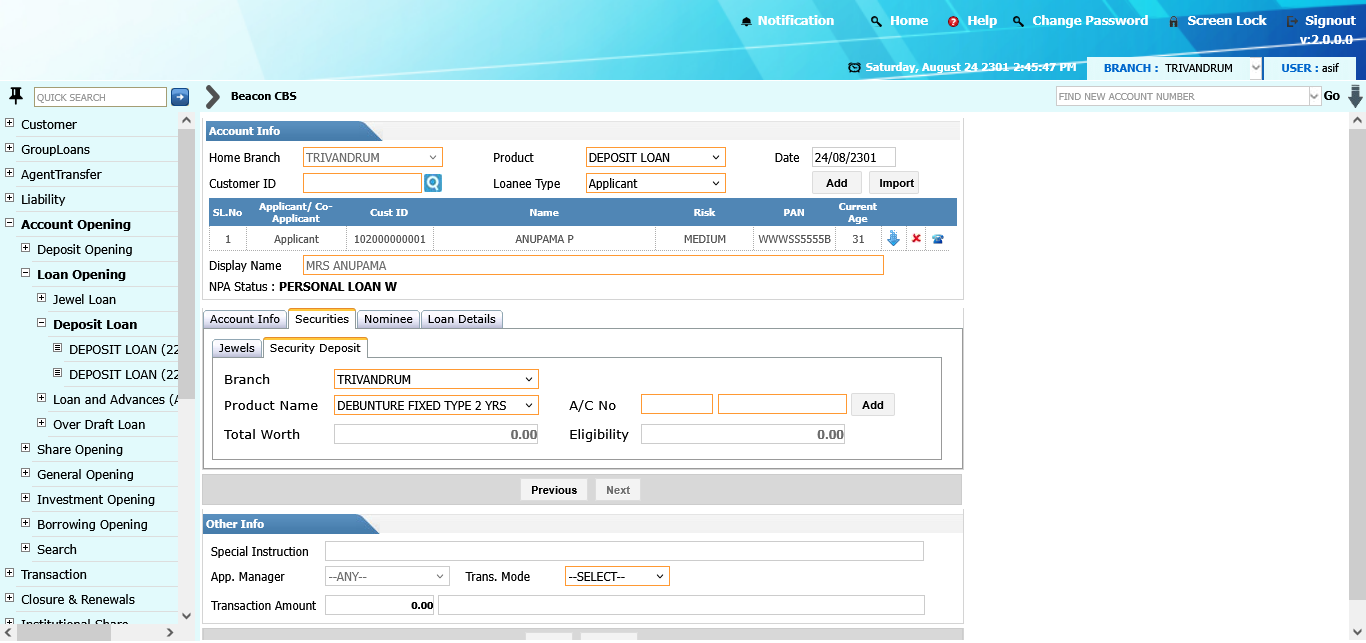 Notification Home Help Change Password Screen Lock Signout
v:2.0.0.0
Saturday, August 24 2301 2:45:47 PM BRANCH : TRIVANDRUM USER : asif
QUICK SEARCH Beacon CBS FIND NEW ACCOUNT NUMBER Go
Customer
GroupLoans
AgentTransfer
Liability
Account Opening
Deposit Opening
Loan Opening
Jewel Loan
Deposit Loan
DEPOSIT LOAN (22
DEPOSIT LOAN (22
Loan and Advances (A
Over Draft Loan
Share Opening
General Opening
Investment Opening
Borrowing Opening
Search
Transaction
Closure & Renewals
Institutional Share
Account Info
Home Branch TRIVANDRUM Product DEPOSIT LOAN Date 24/08/2301
Customer ID Loanee Type Applicant Add Import
SL.No Applicant/ Co-Applicant Cust ID Name Risk PAN Current Age
1 Applicant 102000000001 ANUPAMA P MEDIUM WWWSS5555B 31
Display Name MRS ANUPAMA
NPA Status : PERSONAL LOAN W
Account Info Securities Nominee Loan Details
Jewels Security Deposit
Branch TRIVANDRUM
Product Name DEBUNTURE FIXED TYPE 2 YRS A/C No Add
Total Worth 0.00 Eligibility 0.00
Previous Next
Other Info
Special Instruction
App. Manager --ANY-- Trans. Mode --SELECT--
Transaction Amount 0.00